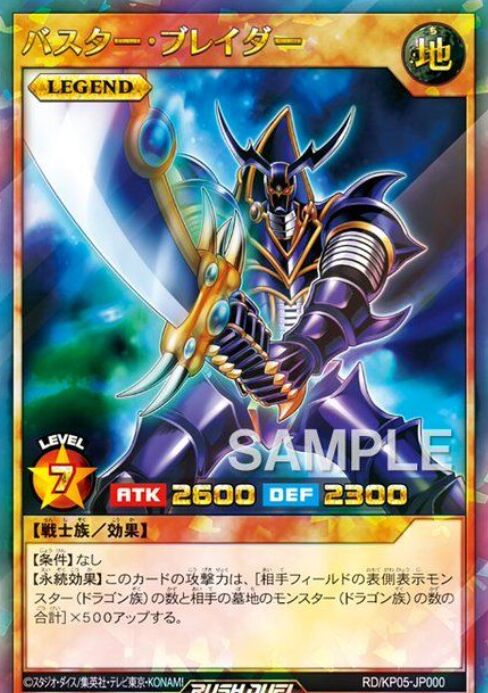 バスター・ブレイダー
地
LEGEND
SAMPLE
LEVEL
7
ATK 2600 DEF 2300
【戦士族／効果】
【条件】なし
【永続効果】このカードの攻撃力は、[相手フィールドの表側表示モン
スター(ドラゴン族)の数と相手の墓地のモンスター(ドラゴン族)の数の
合計]×500アップする。
©スタジオ・ダイス/集英社・テレビ東京・KONAMI
RD/KP05-JP000
RUSH DUEL